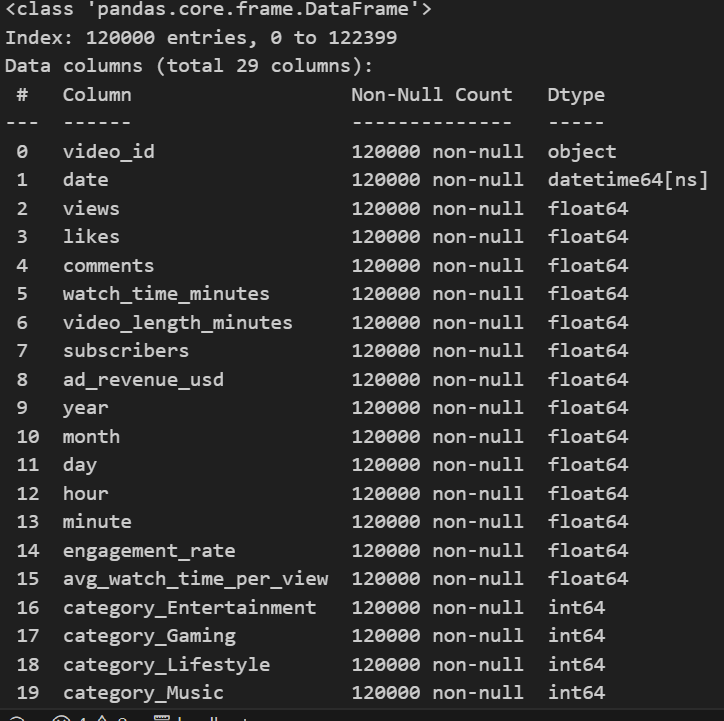 <class 'pandas.core.frame.DataFrame'>
Index: 120000 entries, 0 to 122399
Data columns (total 29 columns):
 #   Column                  Non-Null Count   Dtype
---  ------                  --------------   -----
 0   video_id                120000 non-null  object
 1   date                    120000 non-null  datetime64[ns]
 2   views                   120000 non-null  float64
 3   likes                   120000 non-null  float64
 4   comments                120000 non-null  float64
 5   watch_time_minutes      120000 non-null  float64
 6   video_length_minutes    120000 non-null  float64
 7   subscribers             120000 non-null  float64
 8   ad_revenue_usd          120000 non-null  float64
 9   year                    120000 non-null  float64
 10  month                   120000 non-null  float64
 11  day                     120000 non-null  float64
 12  hour                    120000 non-null  float64
 13  minute                  120000 non-null  float64
 14  engagement_rate         120000 non-null  float64
 15  avg_watch_time_per_view 120000 non-null  float64
 16  category_Entertainment  120000 non-null  int64
 17  category_Gaming         120000 non-null  int64
 18  category_Lifestyle      120000 non-null  int64
 19  category_Music          120000 non-null  int64